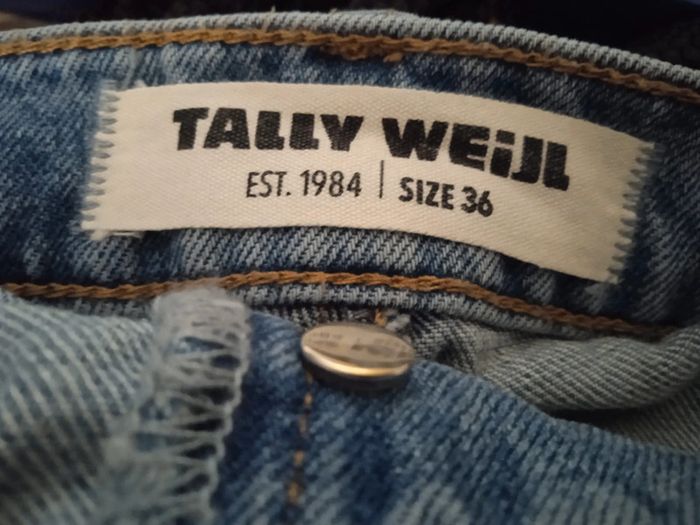 TALLY WEiJL
EST. 1984 | SIZE 36